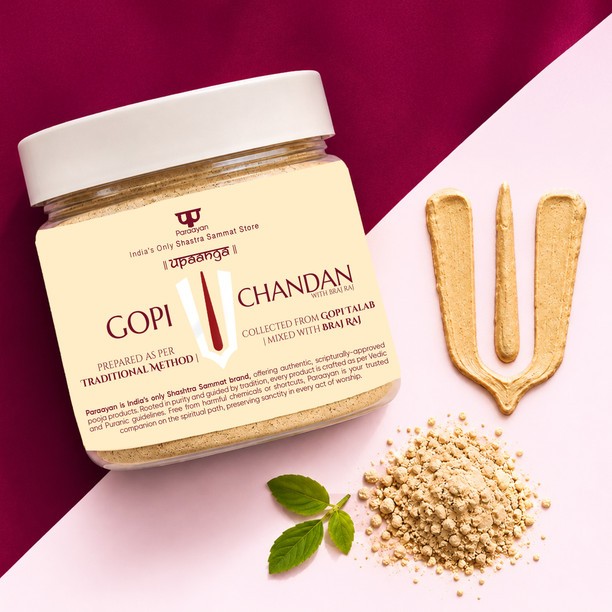 Paraayan
India's Only Shastra Sammat Store
|| upaanga ||
GOPI CHANDAN
WITH BRAJ RAJ
PREPARED AS PER
TRADITIONAL METHOD |
COLLECTED FROM GOPI TALAB
| MIXED WITH BRAJ RAJ
Paraayan is India's only Shashtra Sammat brand, offering authentic, scripturally-approved
pooja products. Rooted in purity and guided by tradition, every product is crafted as per Vedic
and Puranic guidelines. Free from harmful chemicals or shortcuts, Paraayan is your trusted
companion on the spiritual path, preserving sanctity in every act of worship.